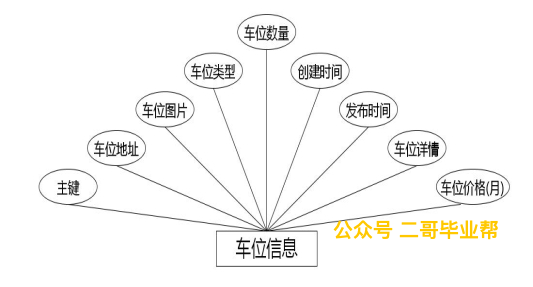 车位数量
车位类型
创建时间
车位图片
发布时间
车位地址
车位详情
主键
车位价格(月)
公众号 二哥毕业帮
车位信息